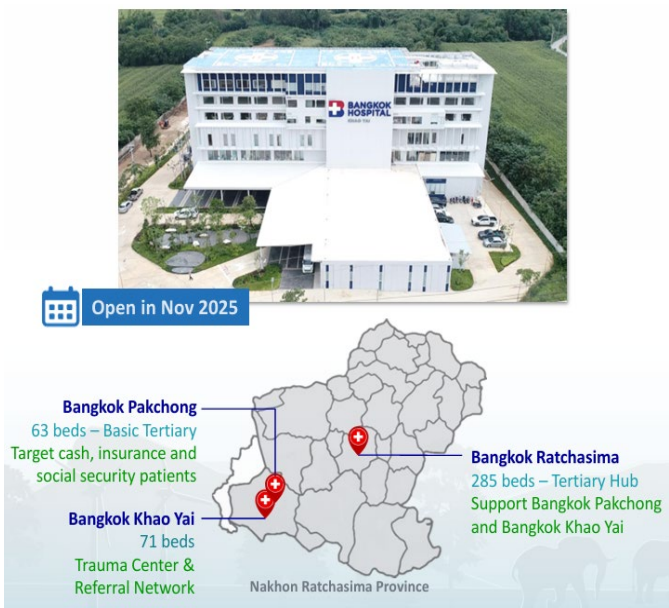 BANGKOK
HOSPITAL
Open in Nov 2025
Bangkok Pakchong
63 beds – Basic Tertiary
Target cash, insurance and
social security patients
Bangkok Khao Yai
71 beds
Trauma Center &
Referral Network
Bangkok Ratchasima
285 beds – Tertiary Hub
Support Bangkok Pakchong
and Bangkok Khao Yai
Nakhon Ratchasima Province